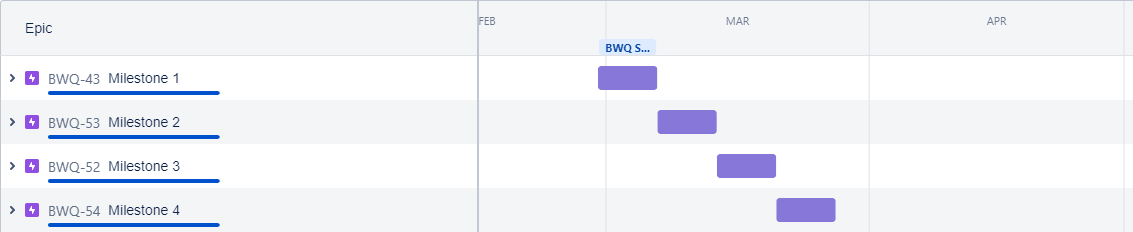 Epic
FEB MAR APR
BWQ S...
BWQ-43 Milestone 1
BWQ-53 Milestone 2
BWQ-52 Milestone 3
BWQ-54 Milestone 4